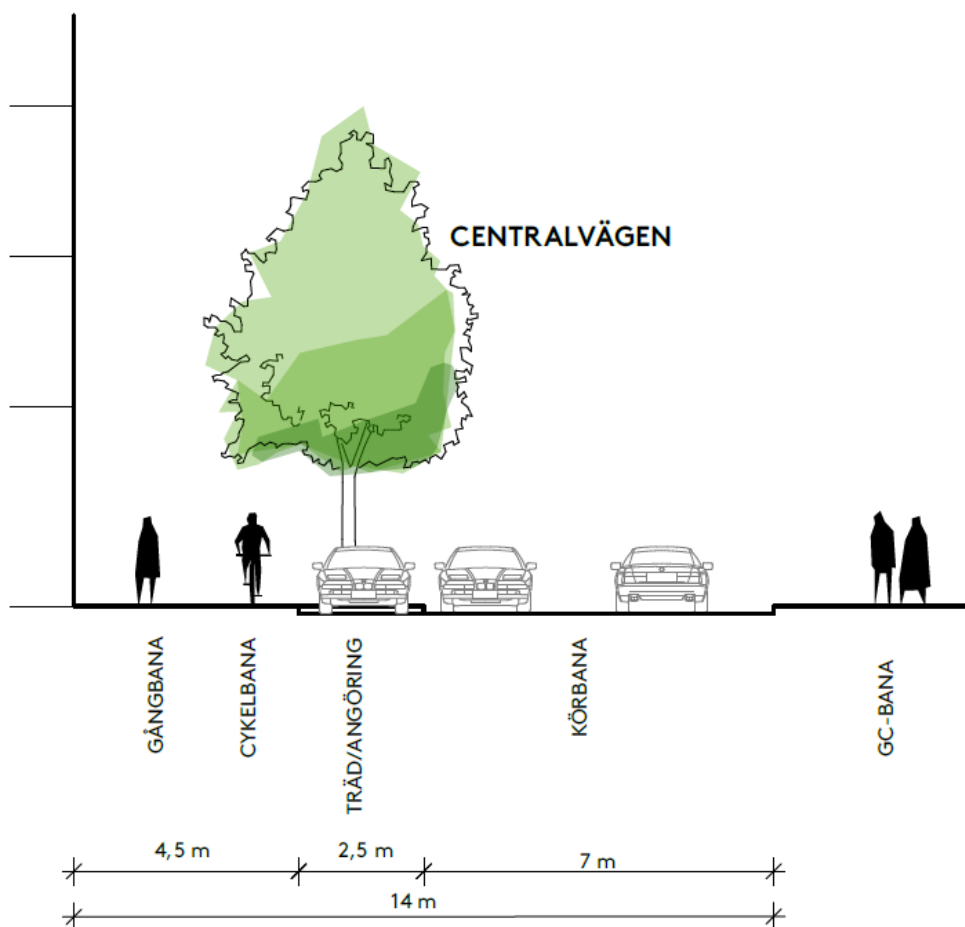 CENTRALVÄGEN
GÅNGBANA
CYKELBANA
TRÄD/ANGÖRING
KÖRBANA
GC-BANA
4,5 m
2,5 m
7 m
14 m